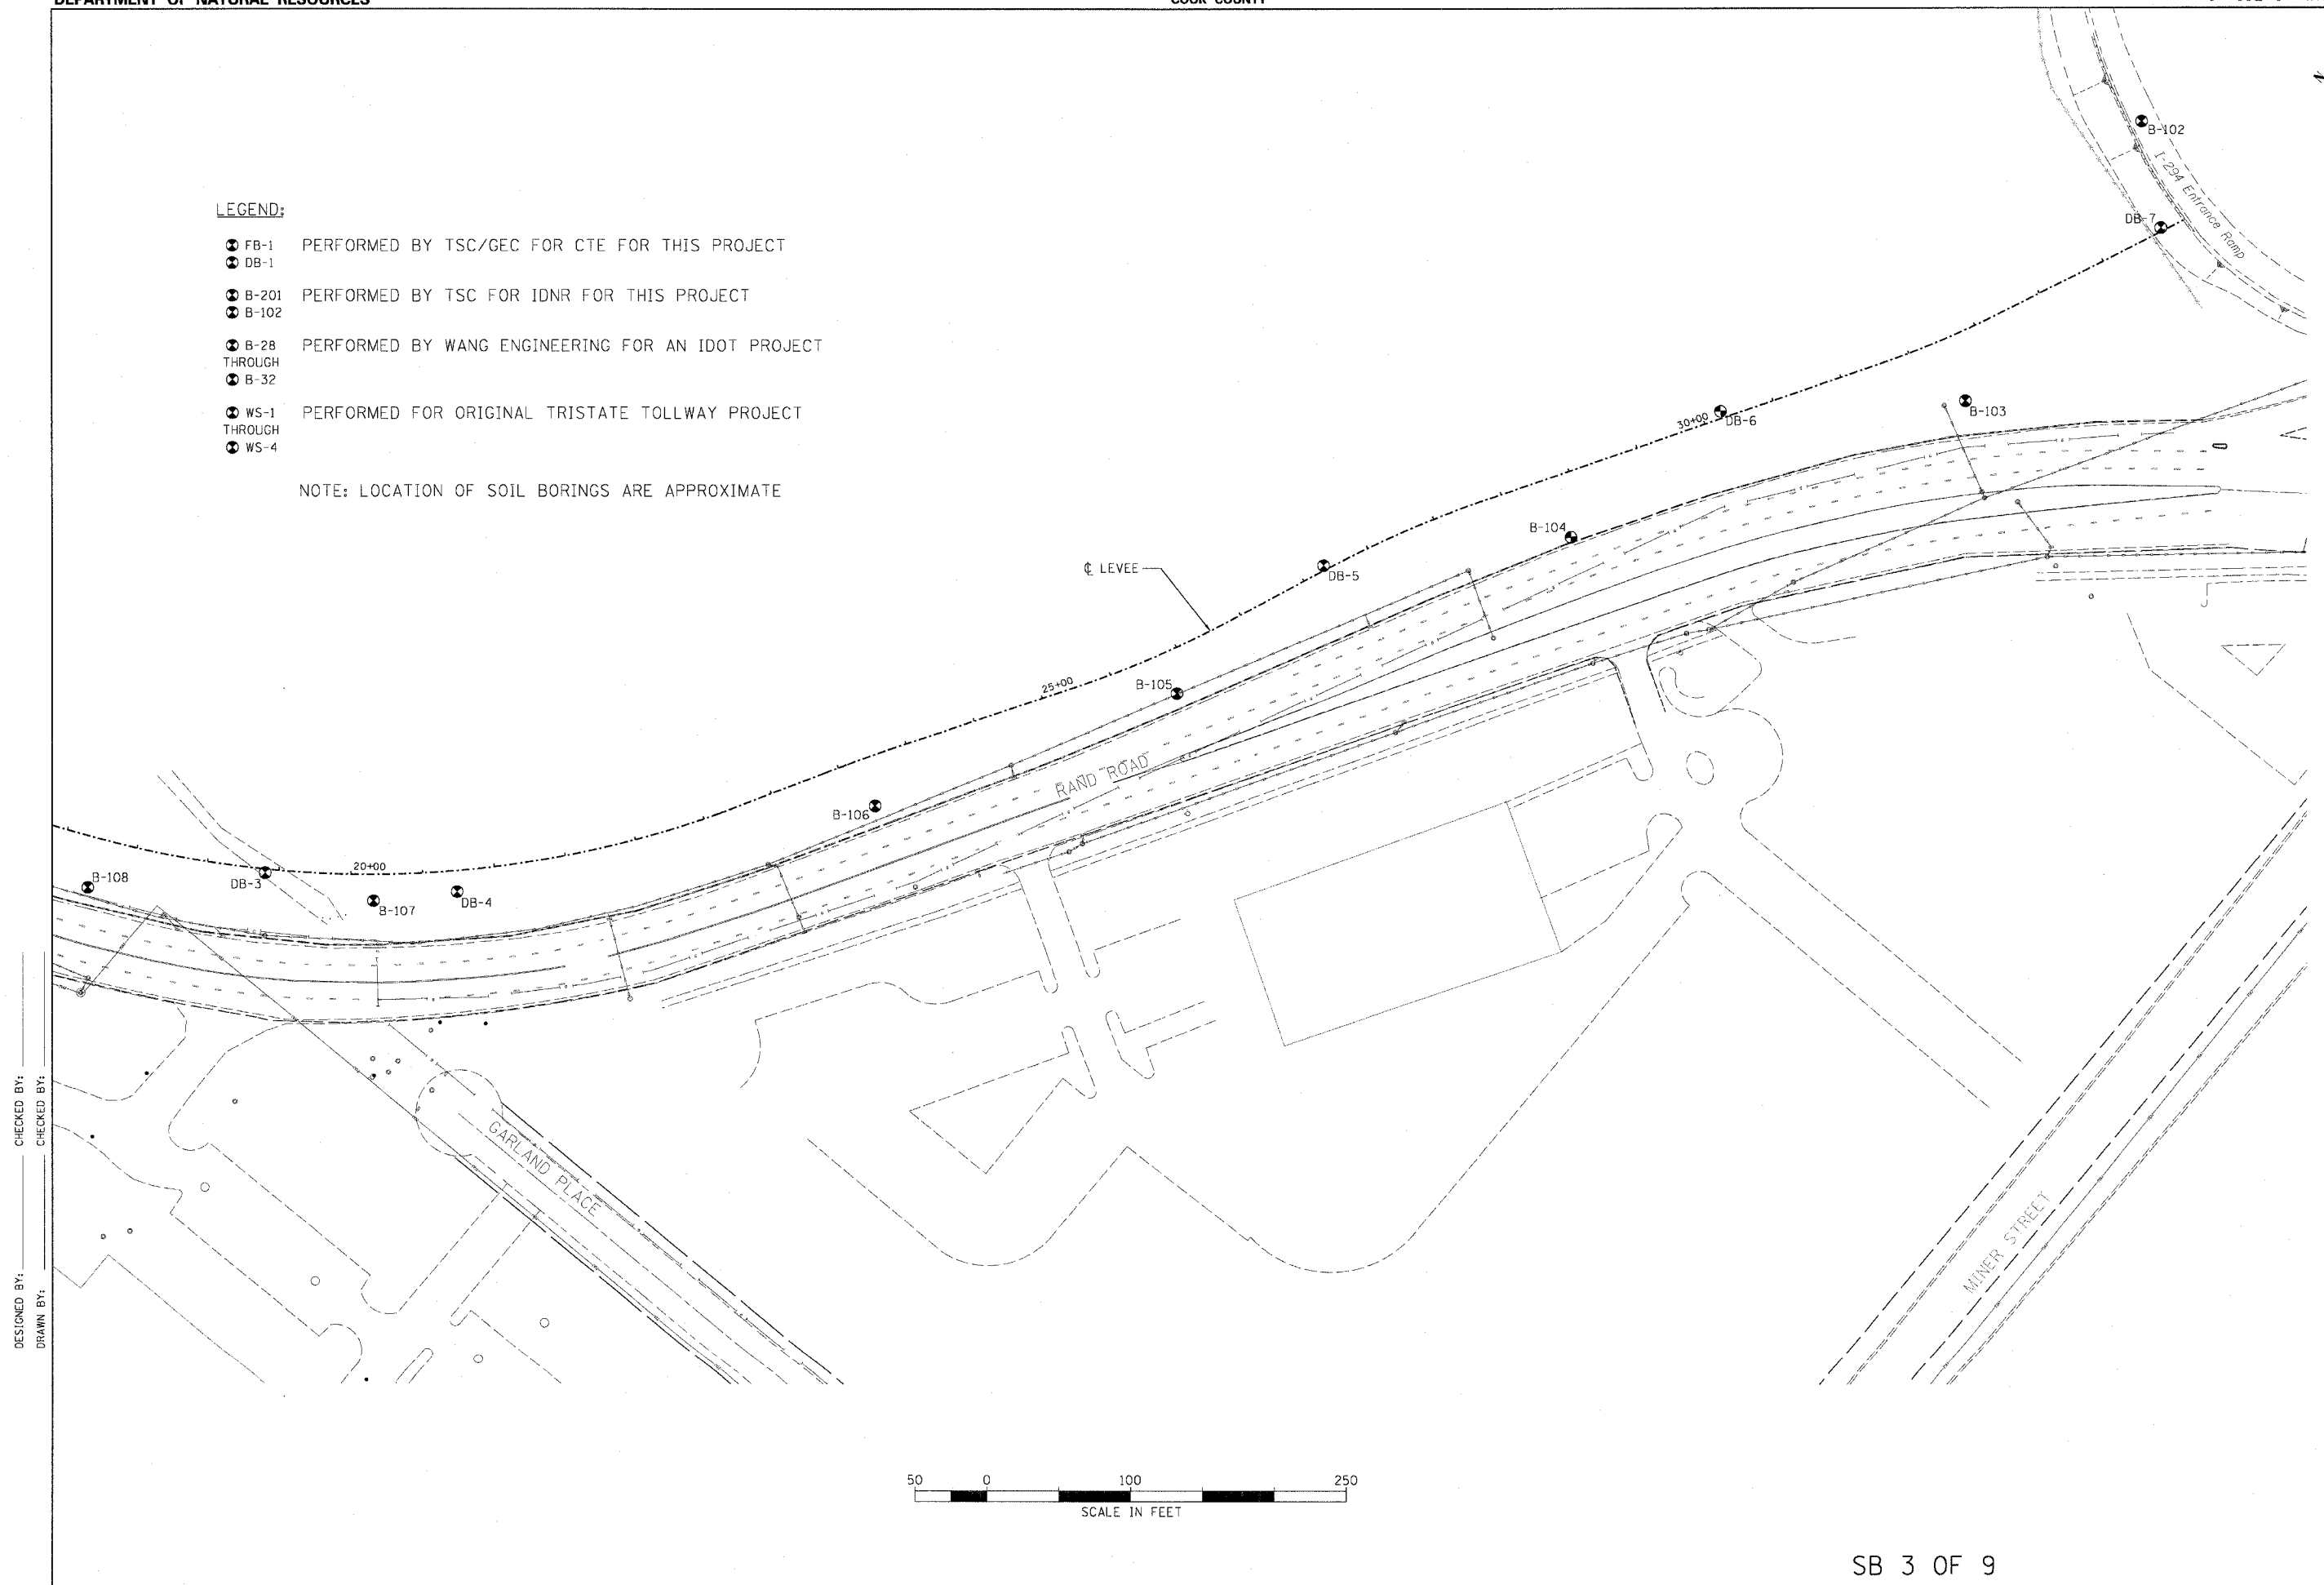 DEPARTMENT OF NATURAL RESOURCES
COOK COUNTY
B-102
I-294 Entrance Ramp
DB-7
LEGEND:
FB-1 PERFORMED BY TSC/GEC FOR CTE FOR THIS PROJECT
DB-1
B-201 PERFORMED BY TSC FOR IDNR FOR THIS PROJECT
B-102
B-28 PERFORMED BY WANG ENGINEERING FOR AN IDOT PROJECT
THROUGH
B-32
WS-1 PERFORMED FOR ORIGINAL TRISTATE TOLLWAY PROJECT
THROUGH
WS-4
NOTE: LOCATION OF SOIL BORINGS ARE APPROXIMATE
B-103
30+00
DB-6
B-104
℄ LEVEE
DB-5
25+00
B-105
RAND ROAD
B-106
20+00
B-108
DB-3
B-107
DB-4
GARLAND PLACE
MINER STREET
DESIGNED BY: CHECKED BY:
DRAWN BY: CHECKED BY:
50 0 100 250
SCALE IN FEET
SB 3 OF 9